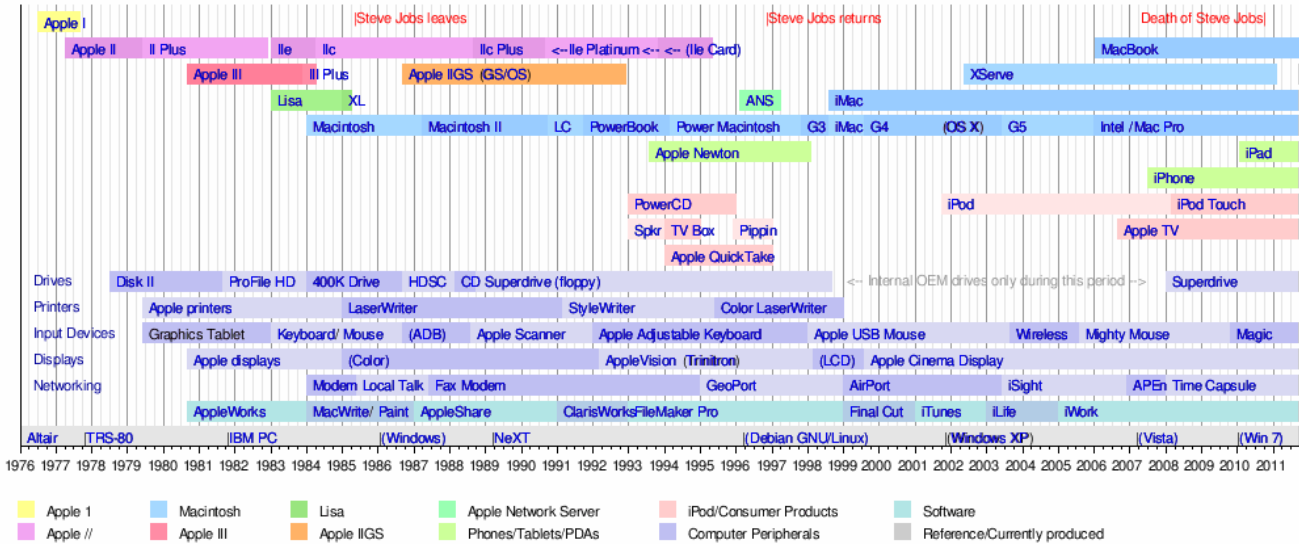 Apple I |Steve Jobs leaves |Steve Jobs returns Death of Steve Jobs|
Apple II II Plus IIe IIc IIc Plus <--IIe Platinum <-- <-- (IIe Card) MacBook
Apple III III Plus Apple IIGS (GS/OS) XServe
Lisa XL ANS iMac
Macintosh Macintosh II LC PowerBook Power Macintosh G3 iMac G4 (OS X) G5 Intel /Mac Pro
Apple Newton iPad
iPhone
PowerCD iPod iPod Touch
Spkr TV Box Pippin Apple TV
Apple QuickTake
Drives Disk II ProFile HD 400K Drive HDSC CD Superdrive (floppy) <-- Internal OEM drives only during this period --> Superdrive
Printers Apple printers LaserWriter StyleWriter Color LaserWriter
Input Devices Graphics Tablet Keyboard/ Mouse (ADB) Apple Scanner Apple Adjustable Keyboard Apple USB Mouse Wireless Mighty Mouse Magic
Displays Apple displays (Color) AppleVision (Trinitron) (LCD) Apple Cinema Display
Networking Modem Local Talk Fax Modem GeoPort AirPort iSight APEn Time Capsule
AppleWorks MacWrite/ Paint AppleShare ClarisWorks FileMaker Pro Final Cut iTunes iLife iWork
Altair |TRS-80 |IBM PC |(Windows) |NeXT |(Debian GNU/Linux) |(Windows XP) |(Vista) |(Win 7)
1976 1977 1978 1979 1980 1981 1982 1983 1984 1985 1986 1987 1988 1989 1990 1991 1992 1993 1994 1995 1996 1997 1998 1999 2000 2001 2002 2003 2004 2005 2006 2007 2008 2009 2010 2011
Apple 1 Macintosh Lisa Apple Network Server iPod/Consumer Products Software
Apple // Apple III Apple IIGS Phones/Tablets/PDAs Computer Peripherals Reference/Currently produced